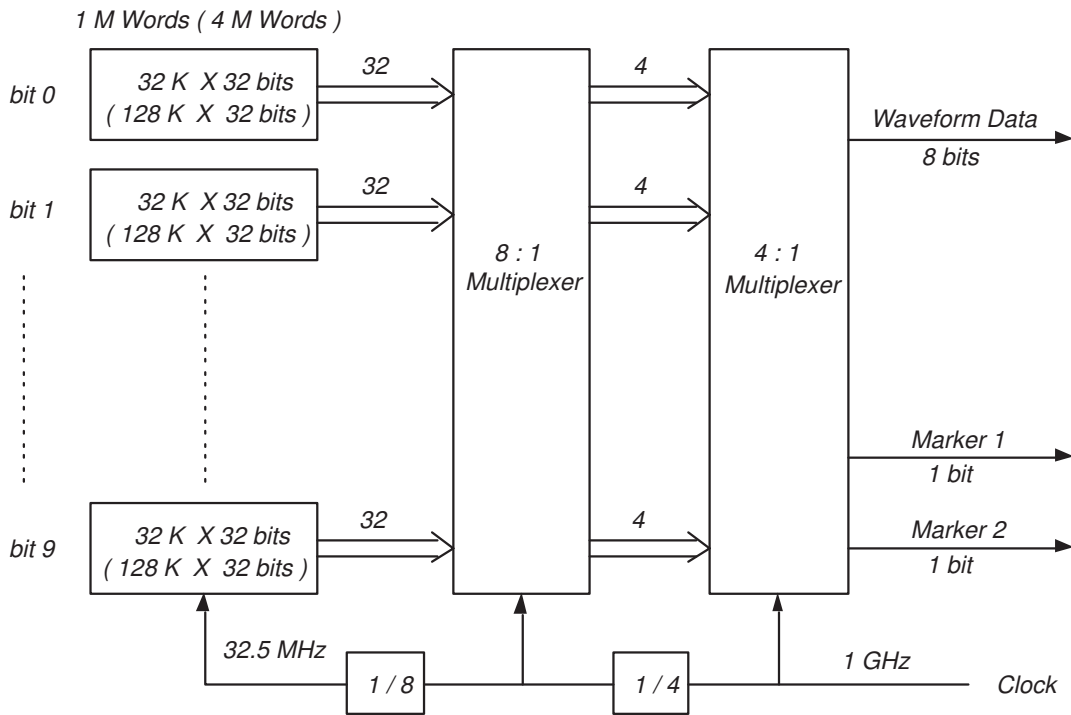 1 M Words ( 4 M Words )
bit 0
32 K X 32 bits
( 128 K X 32 bits )
32
4
bit 1
32 K X 32 bits
( 128 K X 32 bits )
32
4
8 : 1
Multiplexer
4 : 1
Multiplexer
Waveform Data
8 bits
Marker 1
1 bit
bit 9
32 K X 32 bits
( 128 K X 32 bits )
32
4
Marker 2
1 bit
32.5 MHz
1 / 8
1 / 4
1 GHz
Clock